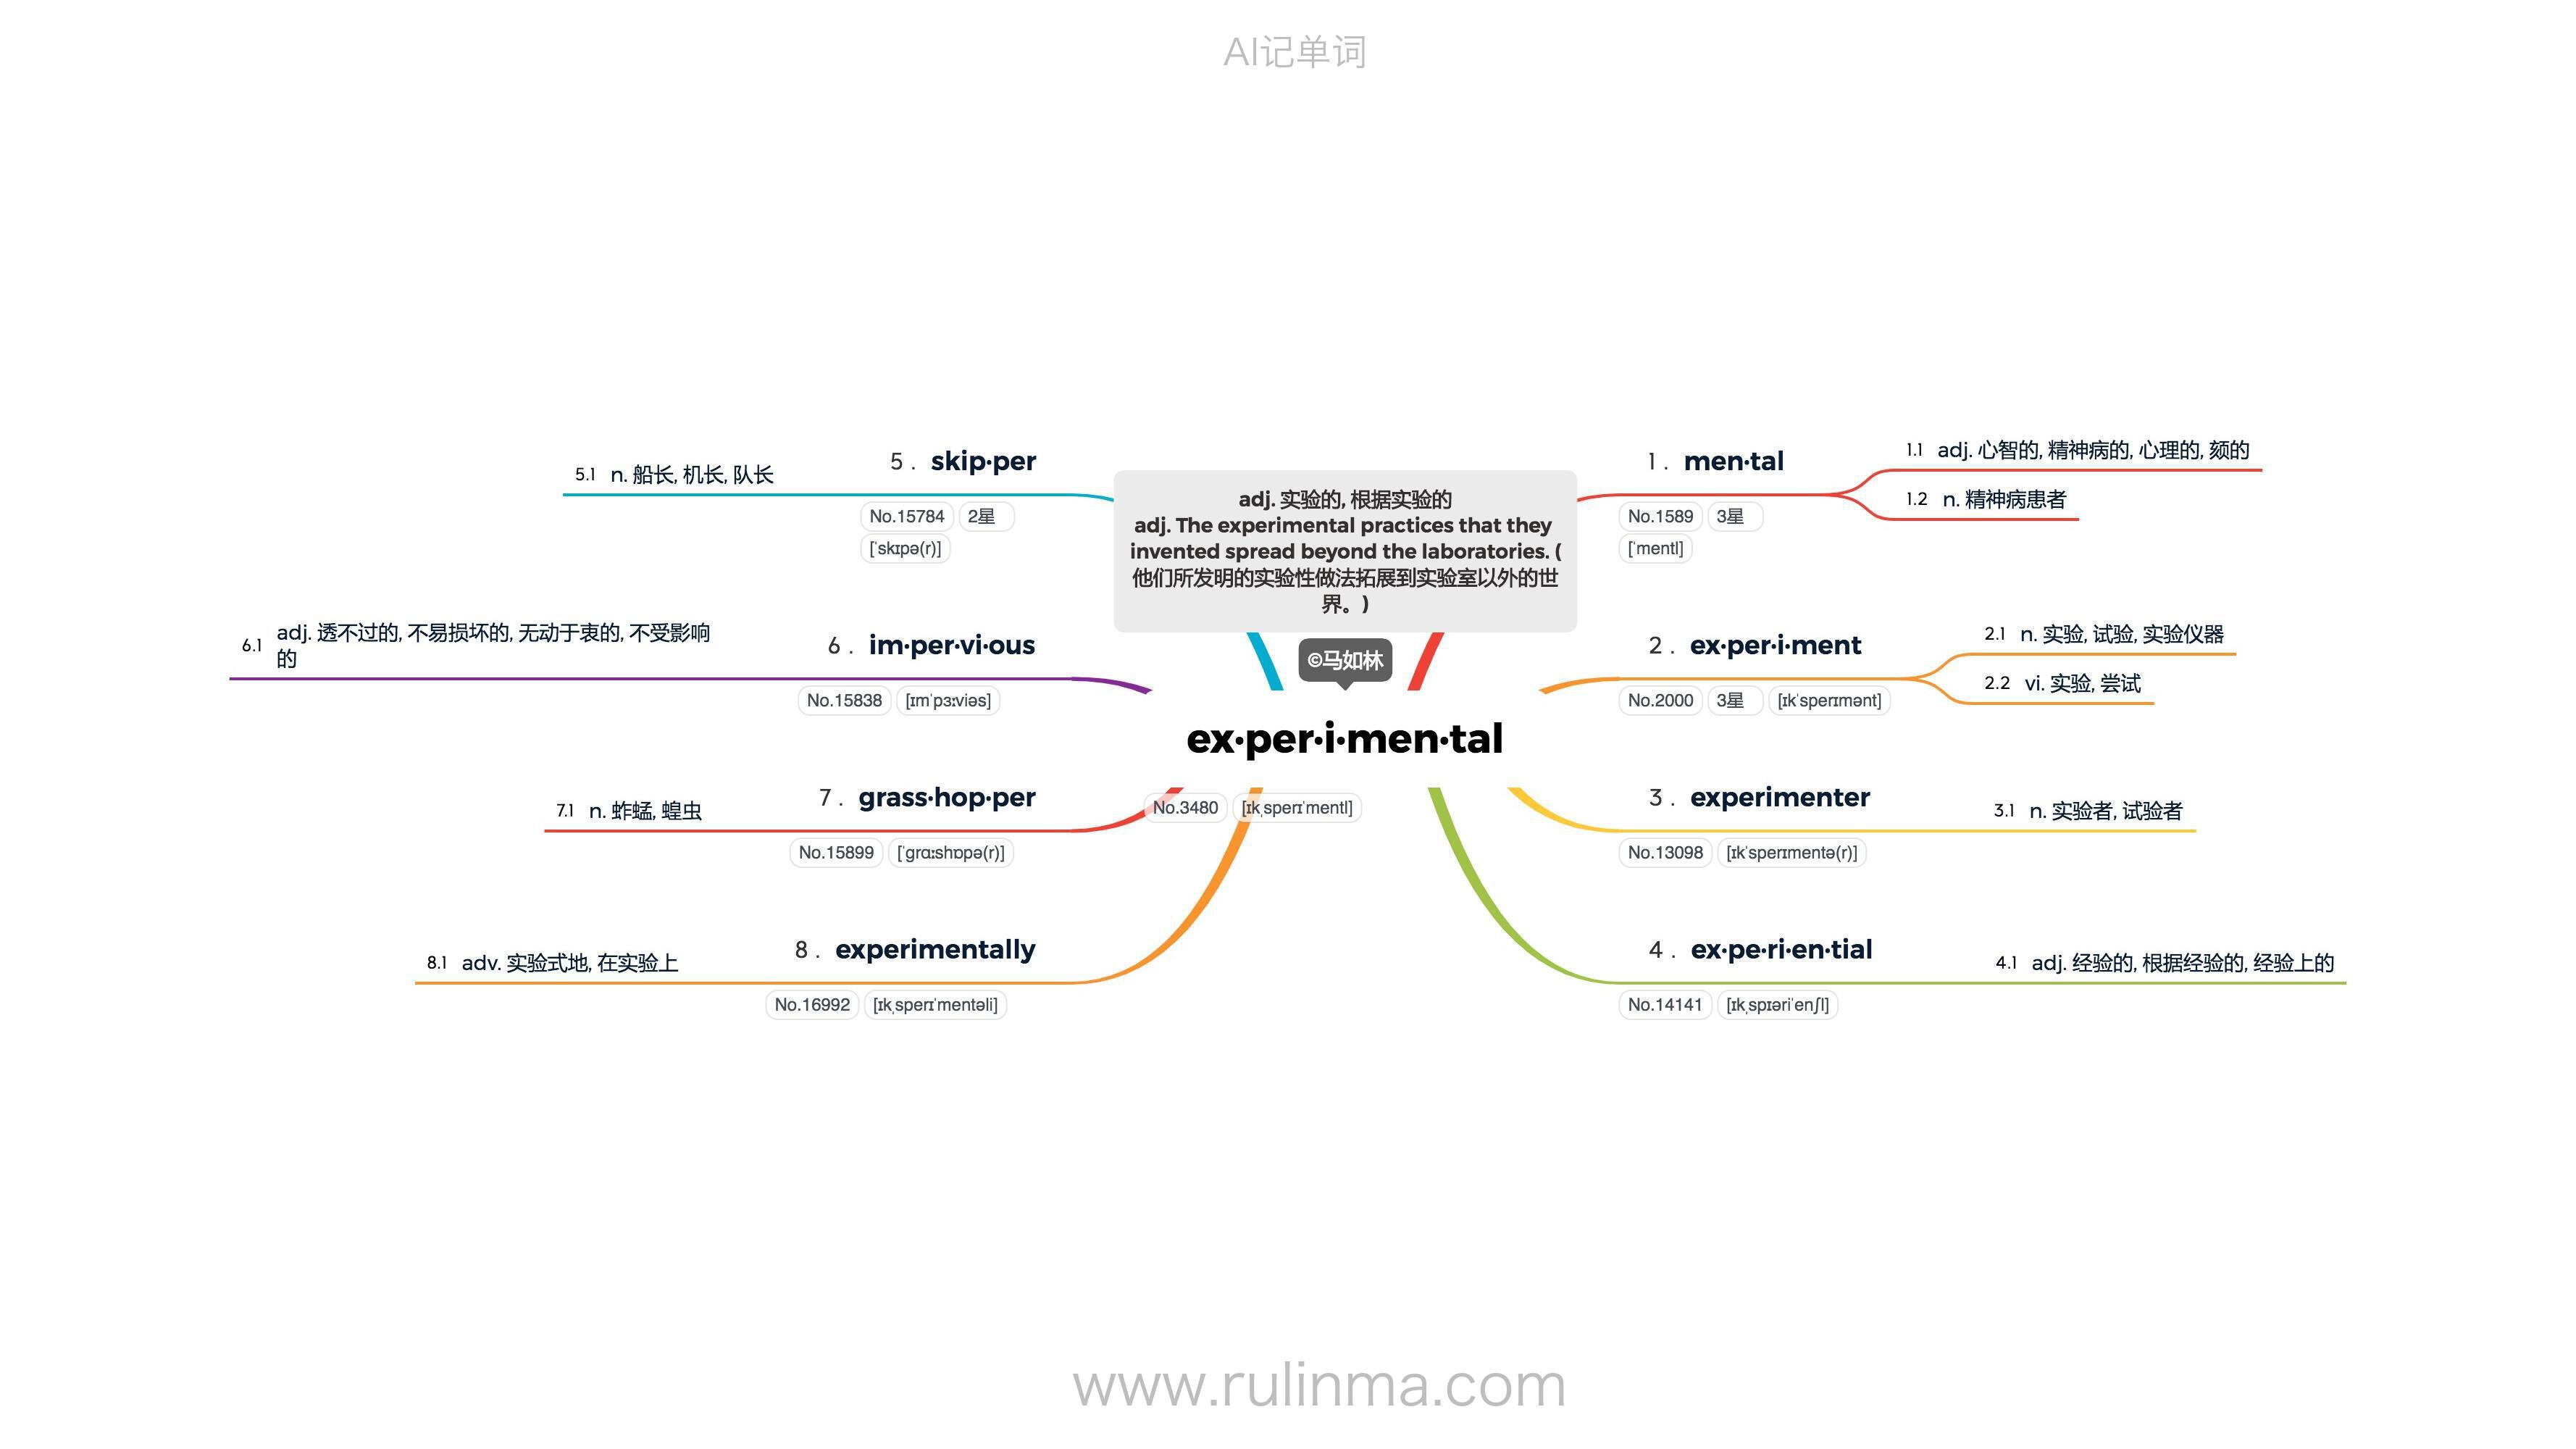 AI记单词
adj. 实验的, 根据实验的
adj. The experimental practices that they
invented spread beyond the laboratories. (
他们所发明的实验性做法拓展到实验室以外的世
界。)
©马如林
ex·per·i·men·tal
No.3480 [ɪkˌsperɪˈmentl]
1 . men·tal
No.1589 3星
[ˈmentl]
1.1 adj. 心智的, 精神病的, 心理的, 颏的
1.2 n. 精神病患者
2 . ex·per·i·ment
No.2000 3星 [ɪkˈsperɪmənt]
2.1 n. 实验, 试验, 实验仪器
2.2 vi. 实验, 尝试
3 . experimenter
No.13098 [ɪkˈsperɪmentə(r)]
3.1 n. 实验者, 试验者
4 . ex·pe·ri·en·tial
No.14141 [ɪkˌspɪəriˈenʃl]
4.1 adj. 经验的, 根据经验的, 经验上的
5 . skip·per
No.15784 2星
[ˈskɪpə(r)]
5.1 n. 船长, 机长, 队长
6 . im·per·vi·ous
No.15838 [ɪmˈpɜːviəs]
6.1 adj. 透不过的, 不易损坏的, 无动于衷的, 不受影响
的
7 . grass·hop·per
No.15899 [ˈɡrɑːshɒpə(r)]
7.1 n. 蚱蜢, 蝗虫
8 . experimentally
No.16992 [ɪkˌsperɪˈmentəli]
8.1 adv. 实验式地, 在实验上
www.rulinma.com